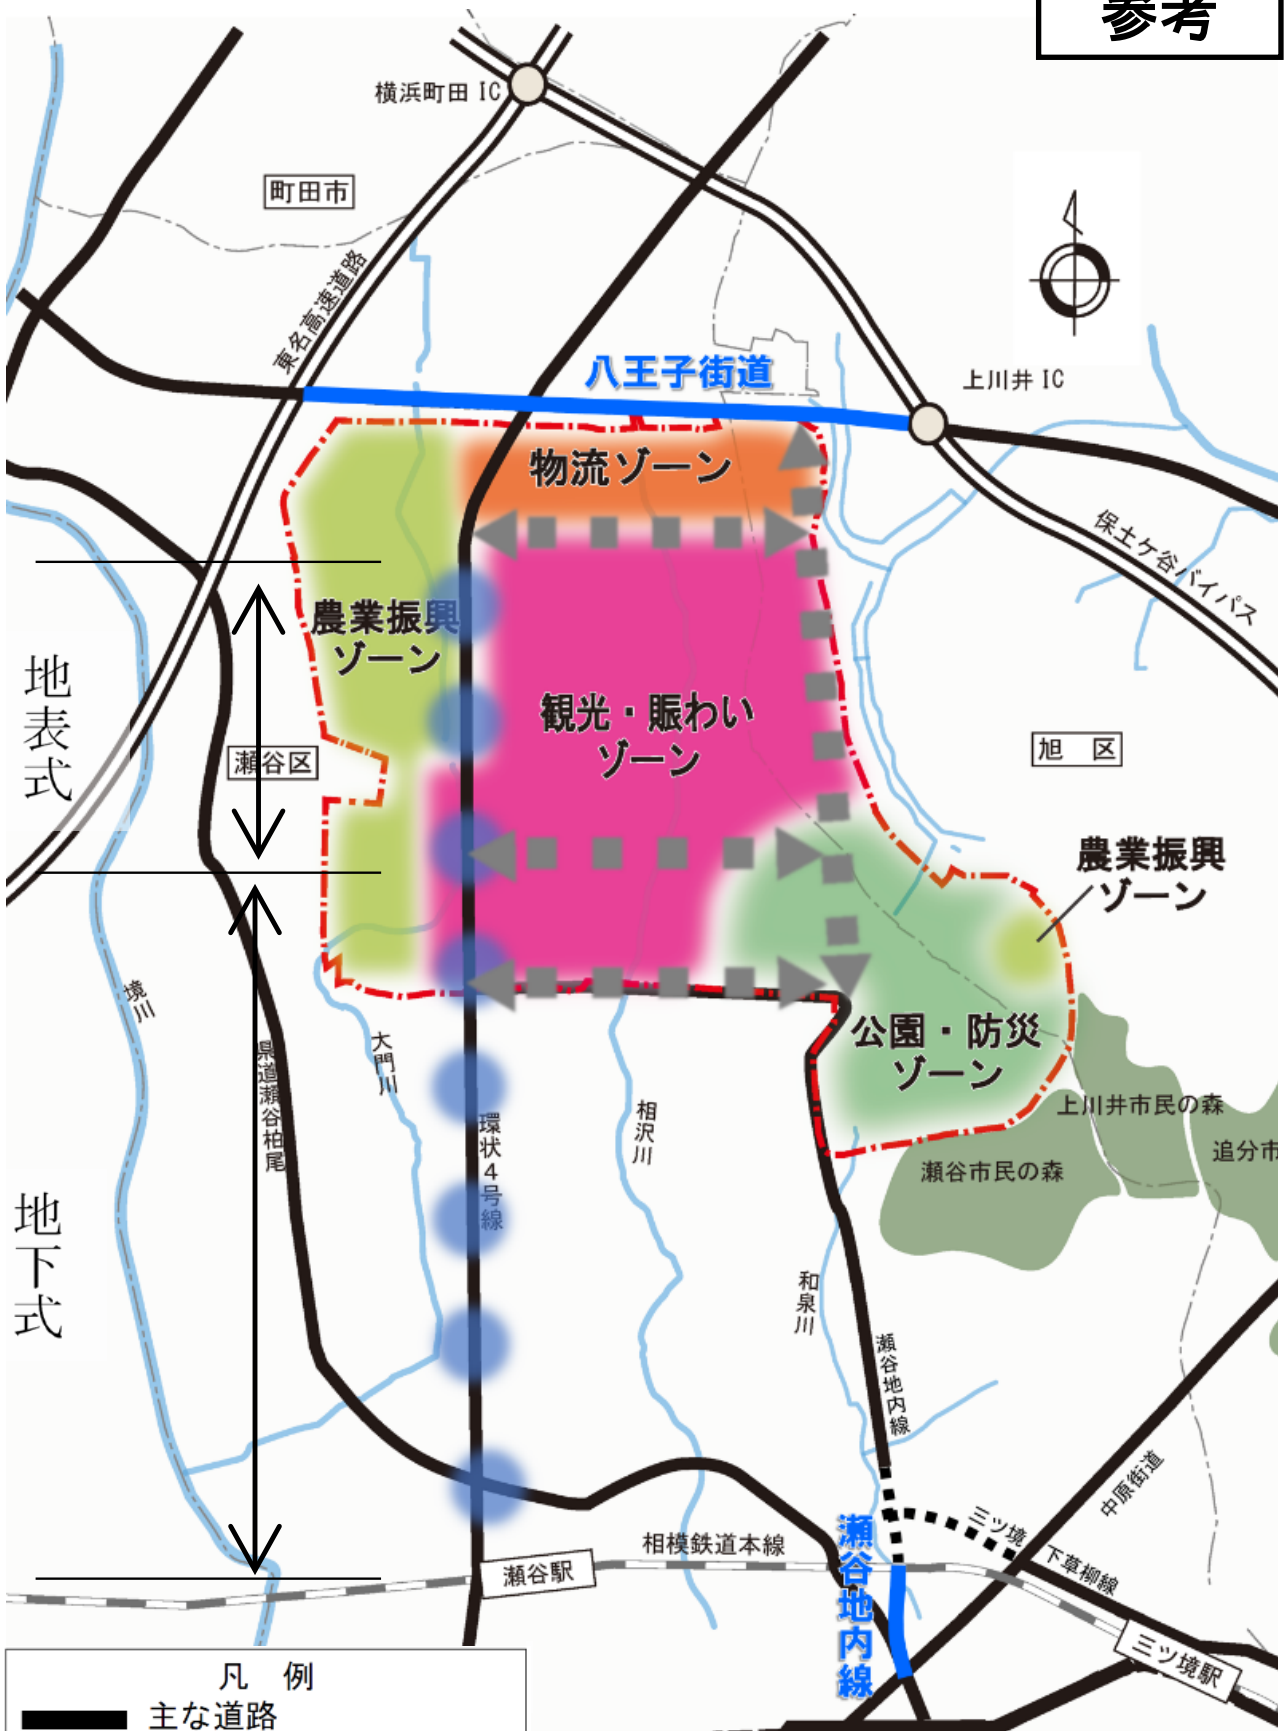 参考
横浜町田 IC
町田市
東名高速道路
八王子街道
上川井 IC
物流ゾーン
保土ケ谷バイパス
農業振興
ゾーン
地表式
観光・賑わい
ゾーン
瀬谷区
旭 区
農業振興
ゾーン
境川
大門川
県道瀬谷柏尾
公園・防災
ゾーン
環状4号線
相沢川
上川井市民の森
追分市
瀬谷市民の森
地下式
和泉川
瀬谷地内線
中原街道
三ツ境
下草柳線
相模鉄道本線
瀬谷駅
瀬谷地内線
三ツ境駅
凡 例
主な道路